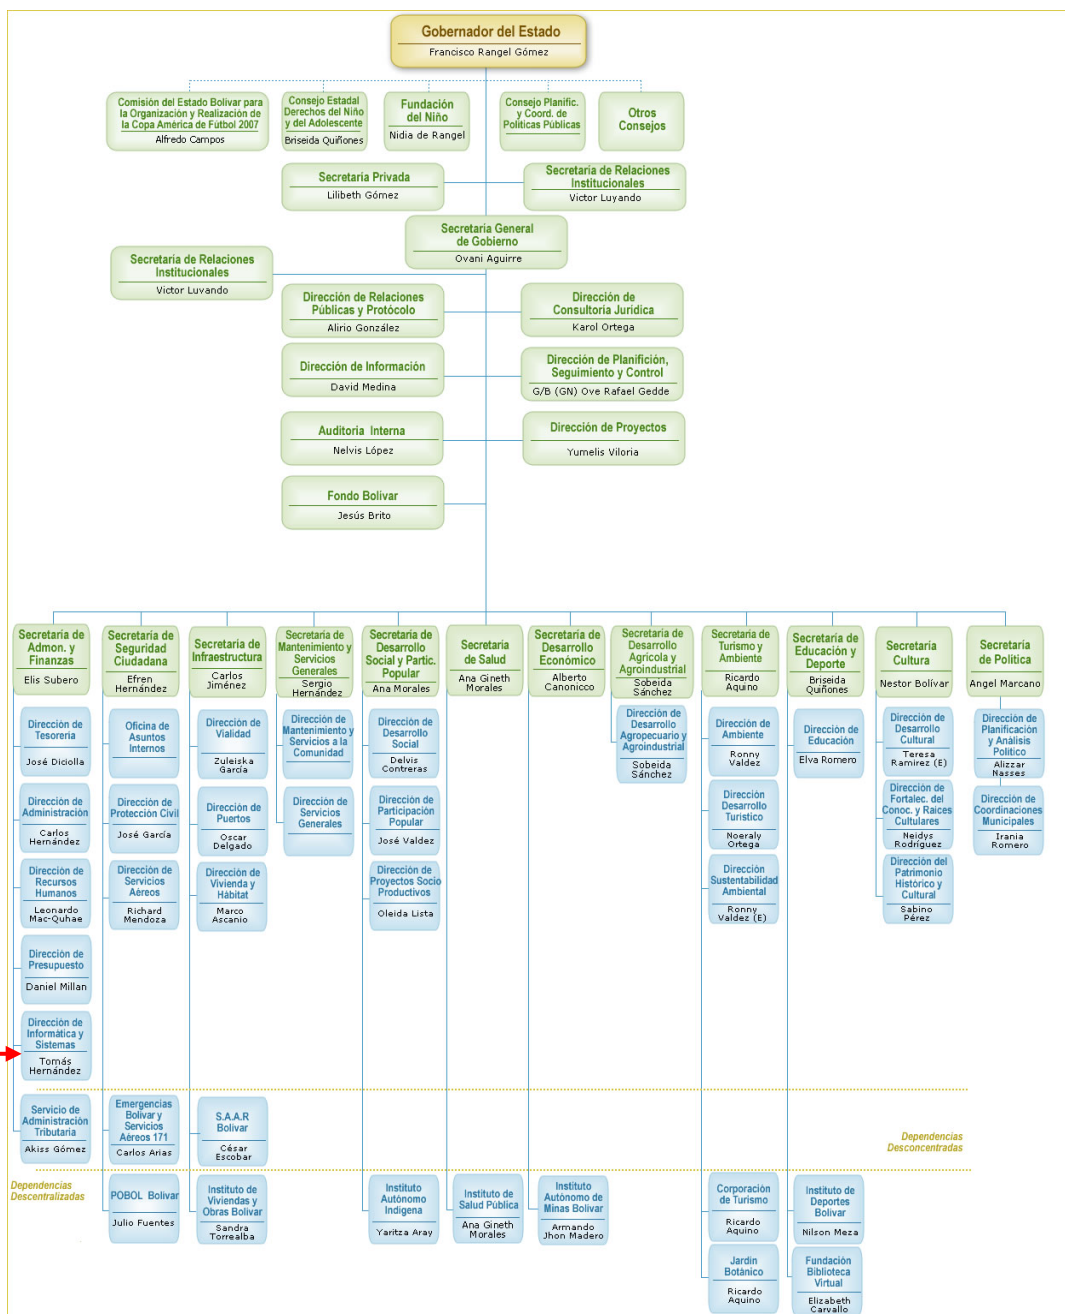 Gobernador del Estado
Francisco Rangel Gómez
Comisión del Estado Bolívar para
la Organización y Realización de
la Copa América de Fútbol 2007
Alfredo Campos
Consejo Estadal
Derechos del Niño
y del Adolescente
Briseida Quiñones
Fundación
del Niño
Nidia de Rangel
Consejo Planific.
y Coord. de
Políticas Públicas
Otros
Consejos
Secretaría Privada
Lilibeth Gómez
Secretaría de Relaciones
Institucionales
Victor Luyando
Secretaría General
de Gobierno
Ovani Aguirre
Secretaría de Relaciones
Institucionales
Victor Luvando
Dirección de Relaciones
Públicas y Protócolo
Alirio González
Dirección de
Consultoría Jurídica
Karol Ortega
Dirección de Información
David Medina
Dirección de Planifición,
Seguimiento y Control
G/B (GN) Ove Rafael Gedde
Auditoria Interna
Nelvis López
Dirección de Proyectos
Yumelis Viloria
Fondo Bolívar
Jesús Brito
Secretaría de
Admon. y
Finanzas
Elis Subero
Secretaría de
Seguridad
Ciudadana
Efren
Hernández
Secretaría de
Infraestructura
Carlos
Jiménez
Secretaría de
Mantenimiento y
Servicios
Generales
Sergio
Hernández
Secretaría de
Desarrollo
Social y Partic.
Popular
Ana Morales
Secretaría
de Salud
Ana Gineth
Morales
Secretaría de
Desarrollo
Económico
Alberto
Canonicco
Secretaría de
Desarrollo
Agrícola y
Agroindustrial
Sobeida
Sánchez
Secretaría de
Turismo y
Ambiente
Ricardo
Aquino
Secretaría de
Educación y
Deporte
Briseida
Quiñones
Secretaría
Cultura
Nestor Bolívar
Secretaría
de Política
Angel Marcano
Dirección de
Tesorería
José Diciolla
Oficina de
Asuntos
Internos
Dirección de
Vialidad
Zuleiska
García
Dirección de
Mantenimiento y
Servicios a la
Comunidad
Dirección de
Desarrollo
Social
Delvis
Contreras
Dirección de
Desarrollo
Agropecuario y
Agroindustrial
Sobeida
Sánchez
Dirección de
Ambiente
Ronny
Valdez
Dirección de
Educación
Elva Romero
Dirección de
Desarrollo
Cultural
Teresa
Ramirez (E)
Dirección de
Planificación
y Análisis
Político
Alizzar
Nasses
Dirección de
Administración
Carlos
Hernández
Dirección de
Protección Civil
José García
Dirección de
Puertos
Oscar
Delgado
Dirección de
Servicios
Generales
Dirección de
Participación
Popular
José Valdez
Dirección
Desarrollo
Turístico
Noeraly
Ortega
Dirección de
Fortalec. del
Conoc. y Raíces
Cultulares
Neidys
Rodríguez
Dirección de
Coordinaciones
Municipales
Irania
Romero
Dirección de
Recursos
Humanos
Leonardo
Mac-Quhae
Dirección de
Servicios
Aéreos
Richard
Mendoza
Dirección de
Vivienda y
Hábitat
Marco
Ascanio
Dirección de
Proyectos Socio
Productivos
Oleida Lista
Dirección
Sustentabilidad
Ambiental
Ronny
Valdez (E)
Dirección del
Patrimonio
Histórico y
Cultural
Sabino
Pérez
Dirección de
Presupuesto
Daniel Millan
Dirección de
Informática y
Sistemas
Tomás
Hernández
Servicio de
Administración
Tributaria
Akiss Gómez
Emergencias
Bolívar y
Servicios
Aéreos 171
Carlos Arias
S.A.A.R
Bolívar
César
Escobar
Dependencias
Desconcentradas
Dependencias
Descentralizadas
POBOL Bolívar
Julio Fuentes
Instituto de
Viviendas y
Obras Bolívar
Sandra
Torrealba
Instituto
Autónomo
Indígena
Yaritza Aray
Instituto de
Salud Pública
Ana Gineth
Morales
Instituto
Autónomo de
Minas Bolívar
Armando
Jhon Madero
Corporación
de Turismo
Ricardo
Aquino
Instituto de
Deportes
Bolívar
Nilson Meza
Jardín
Botánico
Ricardo
Aquino
Fundación
Biblioteca
Virtual
Elizabeth
Carvallo